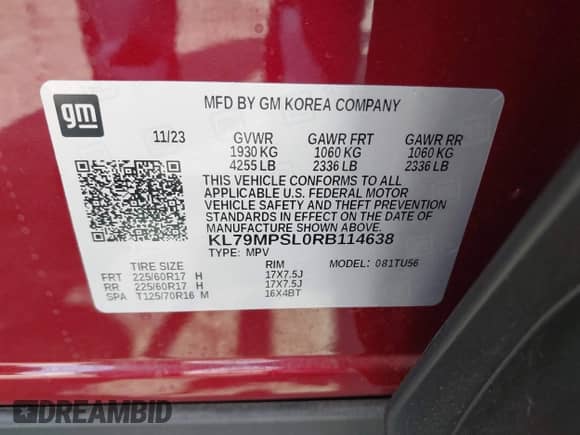 gm
MFD BY GM KOREA COMPANY
11/23 GVWR GAWR FRT GAWR RR
1930 KG 1060 KG 1060 KG
4255 LB 2336 LB 2336 LB
THIS VEHICLE CONFORMS TO ALL
APPLICABLE U.S. FEDERAL MOTOR
VEHICLE SAFETY AND THEFT PREVENTION
STANDARDS IN EFFECT ON THE DATE OF
MANUFACTURE SHOWN ABOVE.
KL79MPSL0RB114638
TYPE: MPV
TIRE SIZE RIM MODEL: 081TU56
FRT 225/60R17 H 17X7.5J
RR 225/60R17 H 17X7.5J
SPA T125/70R16 M 16X4BT
DREAMBID